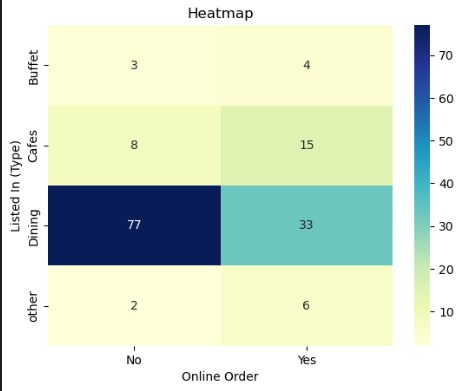 Heatmap
Listed In (Type)
Buffet
3 4
Cafes
8 15
Dining
77 33
other
2 6
No Yes
Online Order
70
60
50
40
30
20
10